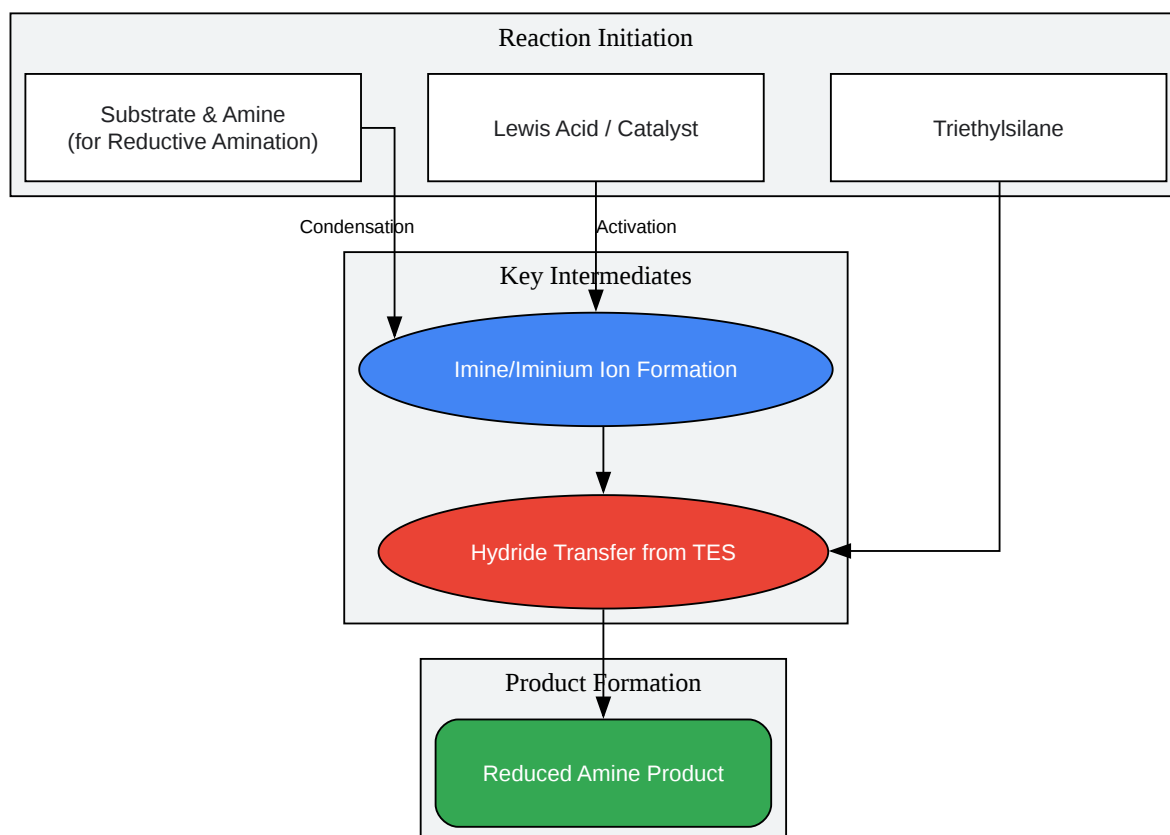 Reaction Initiation
Substrate & Amine
(for Reductive Amination)
Lewis Acid / Catalyst
Triethylsilane
Condensation
Activation
Key Intermediates
Imine/Iminium Ion Formation
Hydride Transfer from TES
Product Formation
Reduced Amine Product